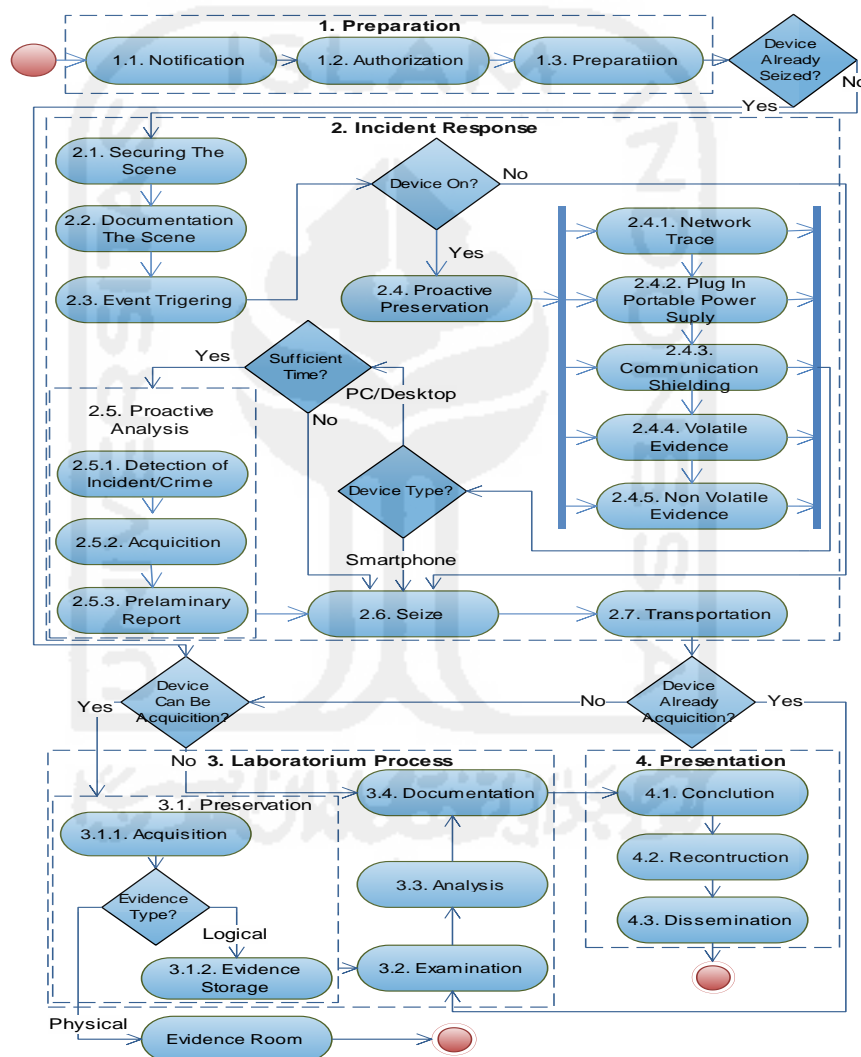 1. Preparation
1.1. Notification
1.2. Authorization
1.3. Preparatiion
Device
Already
Seized?
No
Yes
2. Incident Response
2.1. Securing The
Scene
2.2. Documentation
The Scene
2.3. Event Trigering
Device On?
No
Yes
2.4. Proactive
Preservation
2.4.1. Network
Trace
2.4.2. Plug In
Portable Power
Suply
2.4.3.
Communication
Shielding
2.4.4. Volatile
Evidence
2.4.5. Non Volatile
Evidence
Sufficient
Time?
Yes
No
PC/Desktop
Device Type?
Smartphone
2.5. Proactive
Analysis
2.5.1. Detection of
Incident/Crime
2.5.2. Acquicition
2.5.3. Prelaminary
Report
2.6. Seize
2.7. Transportation
Device
Can Be
Acquicition?
Yes
No
Device
Already
Acquicition?
No
Yes
3. Laboratorium Process
3.1. Preservation
3.1.1. Acquisition
Evidence
Type?
Logical
3.1.2. Evidence
Storage
Physical
Evidence Room
3.4. Documentation
3.3. Analysis
3.2. Examination
4. Presentation
4.1. Conclution
4.2. Recontruction
4.3. Dissemination
UNIVERSITAS
ISLAM
INDONESIA